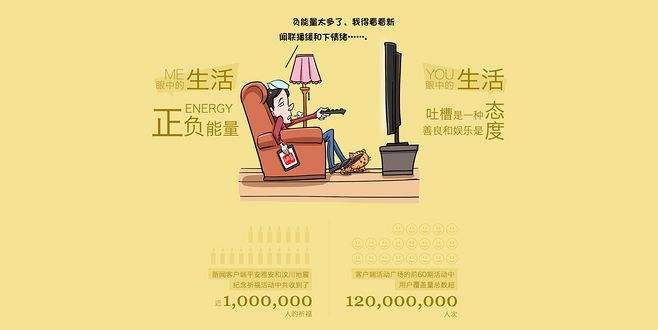 负能量太多了、我得看看新
闻联播缓和下情绪……。
ME
眼中的生活
ENERGY
正负能量
YOU
眼中的生活
吐槽是一种态度
善良和娱乐是
新闻客户端平安雅安和汶川地震
纪念祈福活动中共收到了
近1,000,000
人的祈福
客户端活动广场的前60期活动中
用户覆盖量总数超
120,000,000
人次